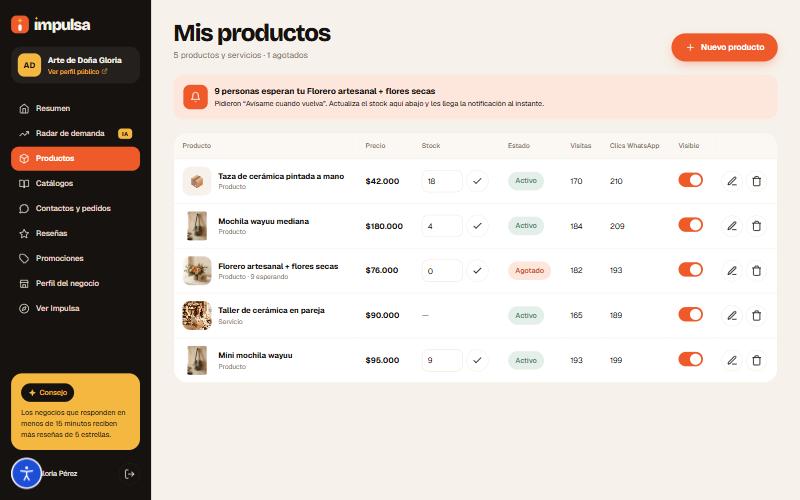 impulsa
AD
Arte de Doña Gloria
Ver perfil público
Resumen
Radar de demanda
IA
Productos
Catálogos
Contactos y pedidos
Reseñas
Promociones
Perfil del negocio
Ver Impulsa
Consejo
Los negocios que responden en
menos de 15 minutos reciben
más reseñas de 5 estrellas.
loria Pérez
Mis productos
5 productos y servicios · 1 agotados
+ Nuevo producto
9 personas esperan tu Florero artesanal + flores secas
Pidieron "Avísame cuando vuelva". Actualiza el stock aquí abajo y les llega la notificación al instante.
Producto Precio Stock Estado Visitas Clics WhatsApp Visible
Taza de cerámica pintada a mano
Producto
$42.000 18 Activo 170 210
Mochila wayuu mediana
Producto
$180.000 4 Activo 184 209
Florero artesanal + flores secas
Producto · 9 esperando
$76.000 0 Agotado 182 193
Taller de cerámica en pareja
Servicio
$90.000 — Activo 165 189
Mini mochila wayuu
Producto
$95.000 9 Activo 193 199